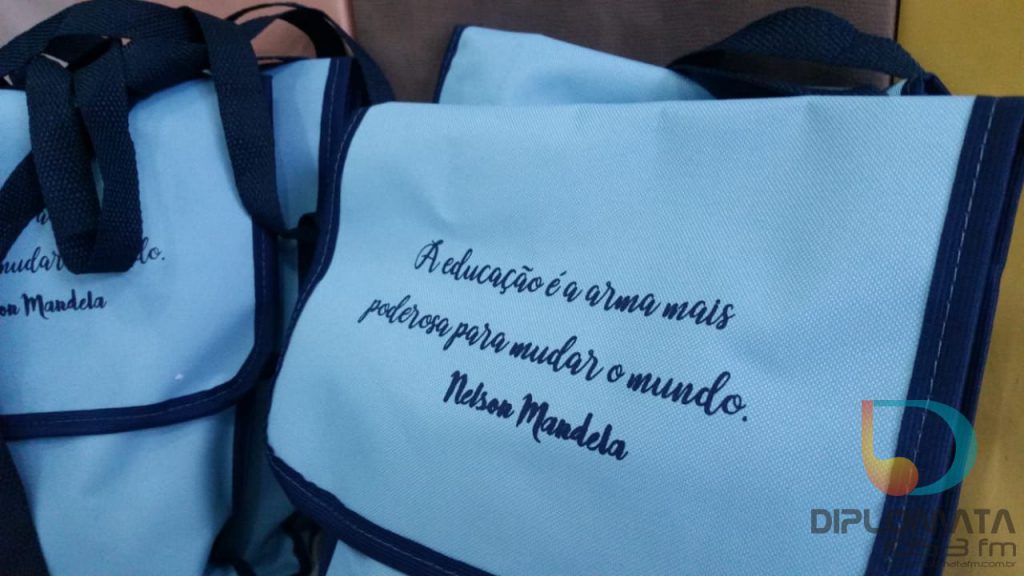 A educação é a arma mais
poderosa para mudar o mundo.
Nelson Mandela
mudar
mundo.
Mandela
DIPLOMATA
fm